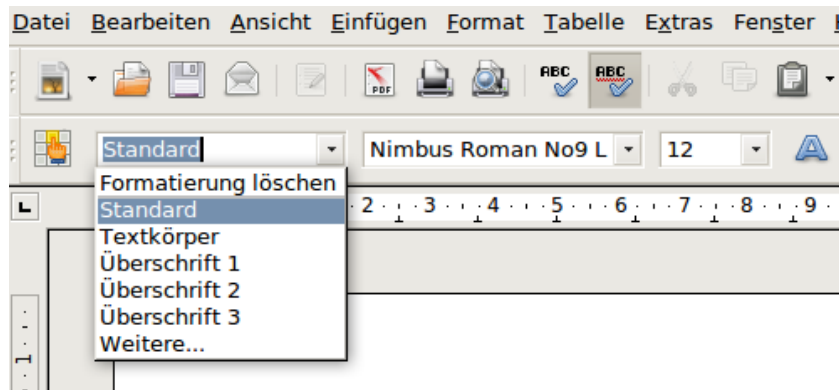 Datei Bearbeiten Ansicht Einfügen Format Tabelle Extras Fenster
PDF ABC ABC
Standard Nimbus Roman No9 L 12 A
Formatierung löschen
Standard
Textkörper
Überschrift 1
Überschrift 2
Überschrift 3
Weitere...
2 3 4 5 6 7 8 9
1